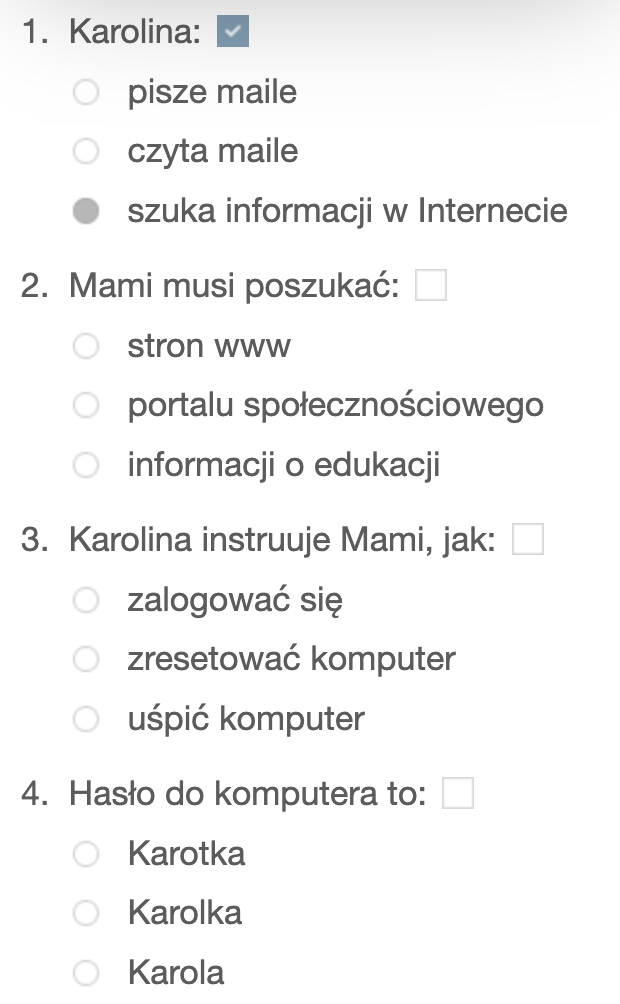 1. Karolina:
pisze maile
czyta maile
szuka informacji w Internecie
2. Mami musi poszukać:
stron www
portalu społecznościowego
informacji o edukacji
3. Karolina instruuje Mami, jak:
zalogować się
zresetować komputer
uśpić komputer
4. Hasło do komputera to:
Karotka
Karolka
Karola